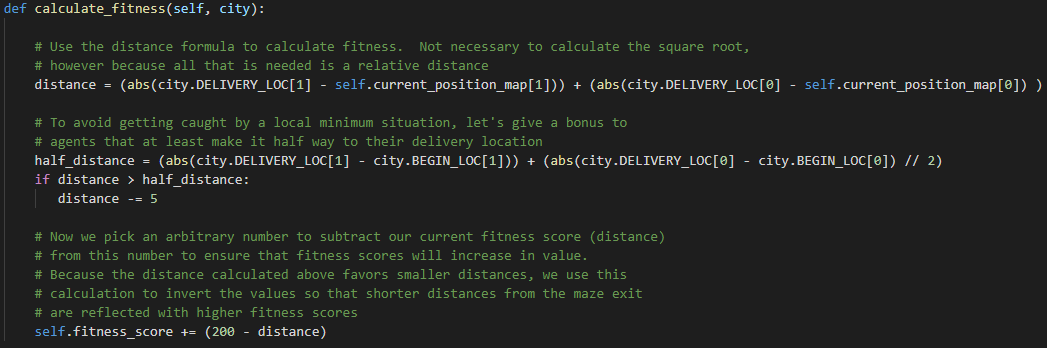 def calculate_fitness(self, city):
# Use the distance formula to calculate fitness.  Not necessary to calculate the square root,
# however because all that is needed is a relative distance
distance = (abs(city.DELIVERY_LOC[1] - self.current_position_map[1])) + (abs(city.DELIVERY_LOC[0] - self.current_position_map[0]) )
# To avoid getting caught by a local minimum situation, let's give a bonus to
# agents that at least make it half way to their delivery location
half_distance = (abs(city.DELIVERY_LOC[1] - city.BEGIN_LOC[1])) + (abs(city.DELIVERY_LOC[0] - city.BEGIN_LOC[0]) // 2)
if distance > half_distance:
distance -= 5
# Now we pick an arbitrary number to subtract our current fitness score (distance)
# from this number to ensure that fitness scores will increase in value.
# Because the distance calculated above favors smaller distances, we use this
# calculation to invert the values so that shorter distances from the maze exit
# are reflected with higher fitness scores
self.fitness_score += (200 - distance)